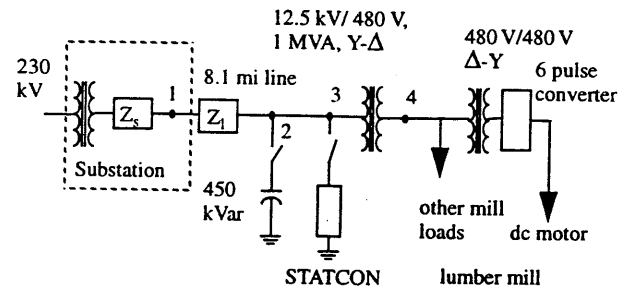 12.5 kV/ 480 V,
1 MVA, Y-Δ
480 V/480 V
Δ-Y
6 pulse
converter
230
kV
8.1 mi line
1
3
4
Zs
Zl
2
Substation
450
kVar
other mill
loads
dc motor
STATCON
lumber mill